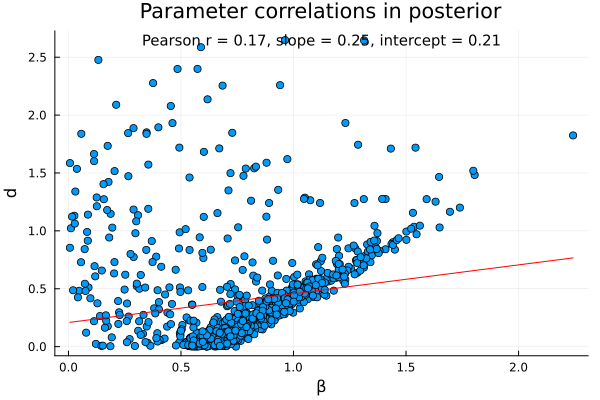 Parameter correlations in posterior
Pearson r = 0.17, slope = 0.25, intercept = 0.21
2.5
2.0
1.5
1.0
0.5
0.0
d
0.0 0.5 1.0 1.5 2.0
β